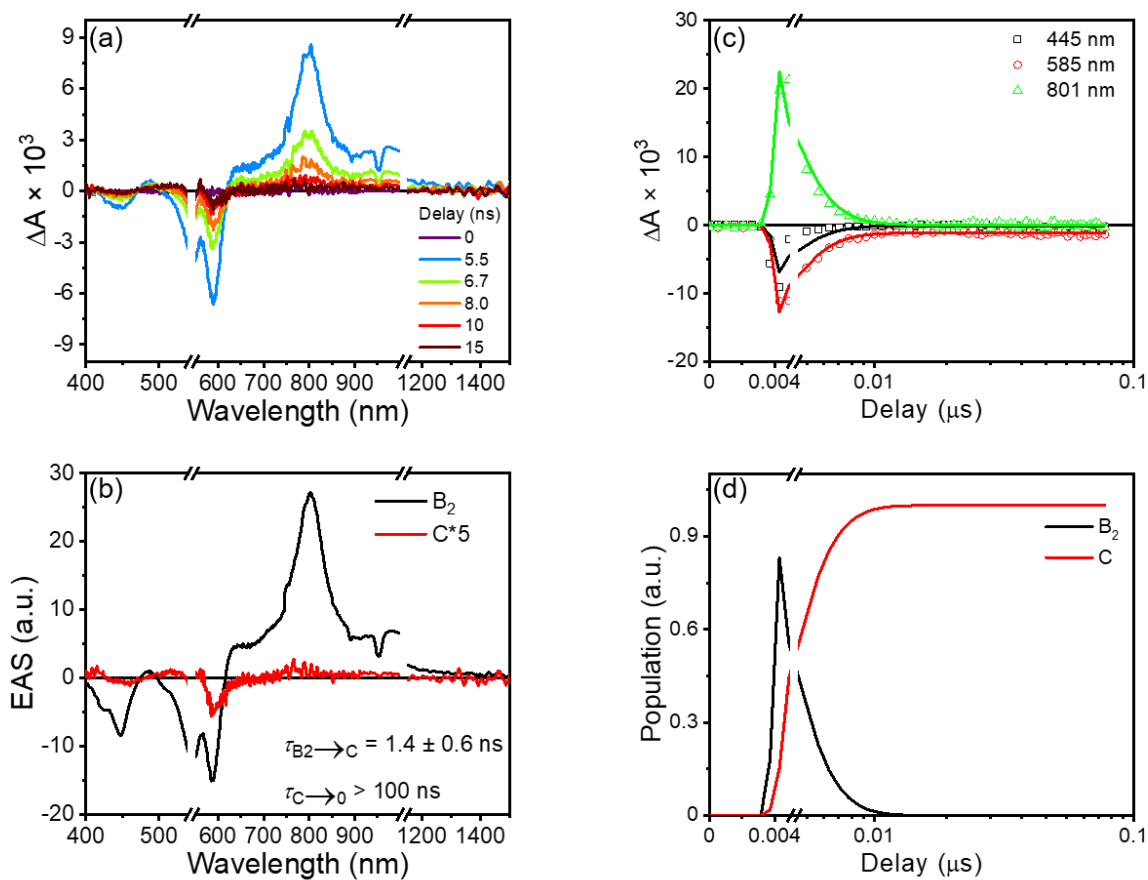 (a)
9
6
3
0
-3
-6
-9
ΔA × 10³
Delay (ns)
0
5.5
6.7
8.0
10
15
400 500 600 700 800 900 1200 1400
Wavelength (nm)
(c)
30
20
10
0
-10
-20
ΔA × 10³
445 nm
585 nm
801 nm
0 0.004 0.01 0.1
Delay (μs)
(b)
30
20
10
0
-10
-20
EAS (a.u.)
B₂
C*5
τB2→C = 1.4 ± 0.6 ns
τC→0 > 100 ns
400 500 600 700 800 900 1200 1400
Wavelength (nm)
(d)
0.9
0.6
0.3
0
Population (a.u.)
B₂
C
0 0.004 0.01 0.1
Delay (μs)